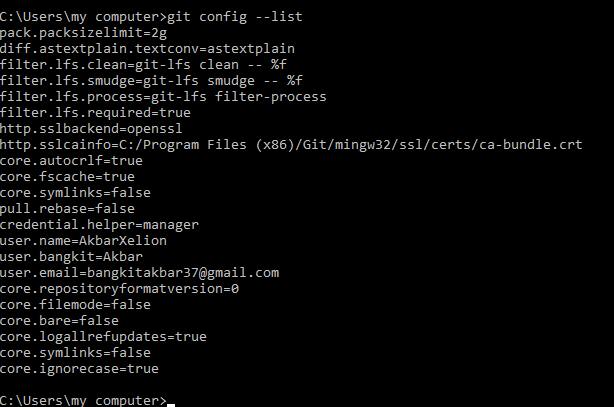 C:\Users\my computer>git config --list
pack.packsizelimit=2g
diff.astextplain.textconv=astextplain
filter.lfs.clean=git-lfs clean -- %f
filter.lfs.smudge=git-lfs smudge -- %f
filter.lfs.process=git-lfs filter-process
filter.lfs.required=true
http.sslbackend=openssl
http.sslcainfo=C:/Program Files (x86)/Git/mingw32/ssl/certs/ca-bundle.crt
core.autocrlf=true
core.fscache=true
core.symlinks=false
pull.rebase=false
credential.helper=manager
user.name=AkbarXelion
user.bangkit=Akbar
user.email=bangkitakbar37@gmail.com
core.repositoryformatversion=0
core.filemode=false
core.bare=false
core.logallrefupdates=true
core.symlinks=false
core.ignorecase=true
C:\Users\my computer>